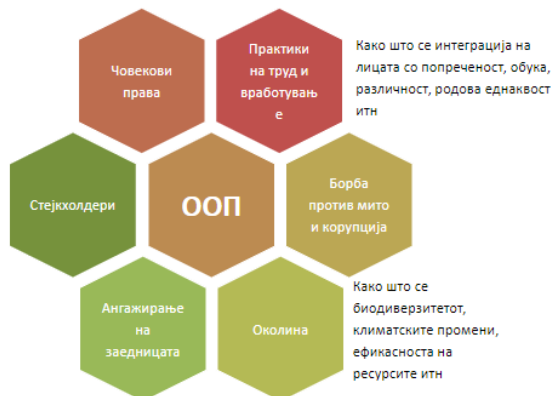 Човекови
права
Практики
на труд и
вработувањ
е
Како што се интеграција на
лицата со попреченост, обука,
различност, родова еднаквост
итн
Стејкхолдери
ООП
Борба
против мито
и корупција
Ангажирање
на
заедницата
Околина
Како што се
биодиверзитетот,
климатските промени,
ефикасноста на
ресурсите итн